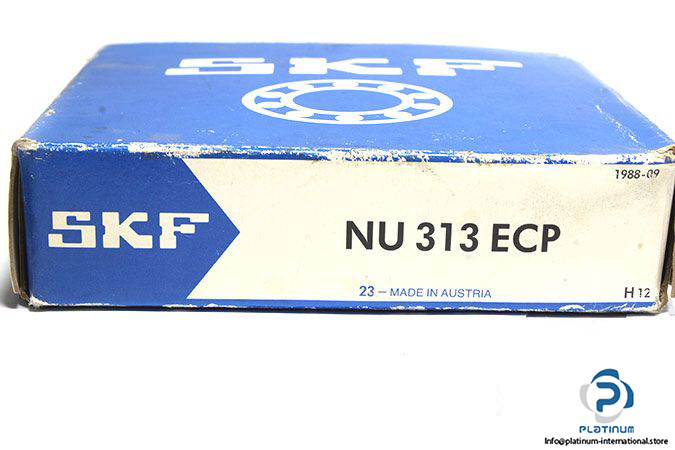 SKF
1988-09
SKF
NU 313 ECP
23 – MADE IN AUSTRIA
H 12
P
PLATINUM
info@platinum-international.store